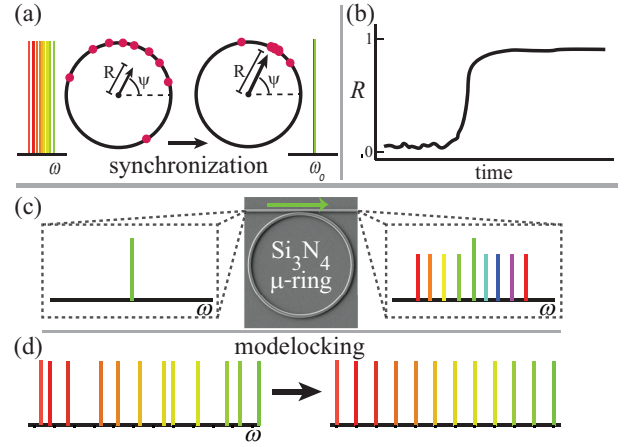 (a)
R
ψ
R
ψ
ω
synchronization
ω₀
(b)
1
R
,0
time
(c)
Si₃N₄
μ-ring
ω
ω
modelocking
(d)
ω